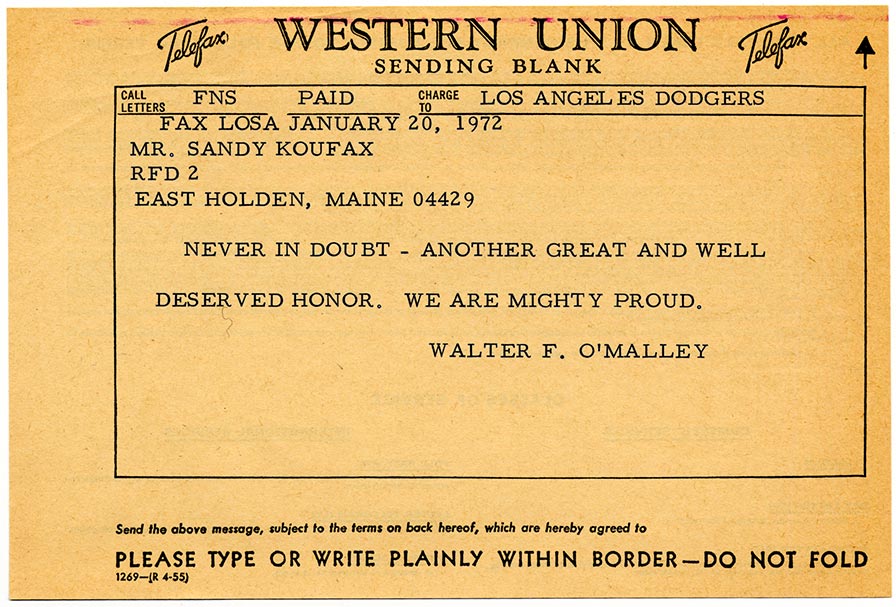 Telefax WESTERN UNION Telefax
SENDING BLANK
CALL LETTERS FNS PAID CHARGE TO LOS ANGELES DODGERS
FAX LOSA JANUARY 20, 1972
MR. SANDY KOUFAX
RFD 2
EAST HOLDEN, MAINE 04429
NEVER IN DOUBT - ANOTHER GREAT AND WELL
DESERVED HONOR. WE ARE MIGHTY PROUD.
WALTER F. O'MALLEY
Send the above message, subject to the terms on back hereof, which are hereby agreed to
PLEASE TYPE OR WRITE PLAINLY WITHIN BORDER—DO NOT FOLD
1269—(R 4-55)